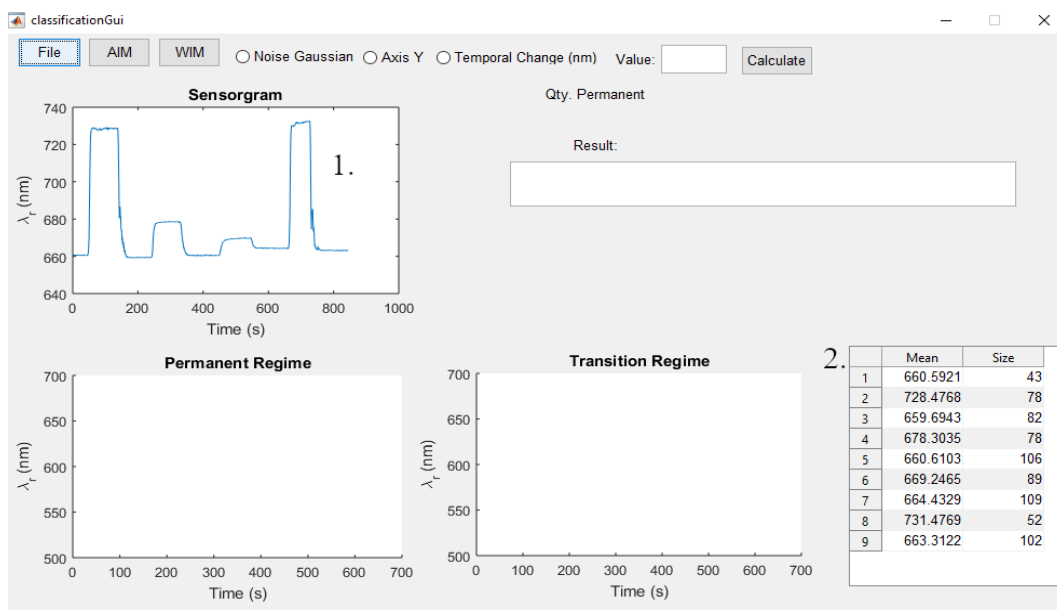 classificationGui
File AIM WIM Noise Gaussian Axis Y Temporal Change (nm) Value: Calculate
Sensorgram
740
720
700
680
660
640
λr (nm)
0 200 400 600 800 1000
Time (s)
1.
Qty. Permanent
Result:
Permanent Regime
700
650
600
550
500
λr (nm)
0 100 200 300 400 500 600 700
Time (s)
Transition Regime
700
650
600
550
500
λr (nm)
0 100 200 300 400 500 600 700
Time (s)
2.
Mean Size
1 660.5921 43
2 728.4768 78
3 659.6943 82
4 678.3035 78
5 660.6103 106
6 669.2465 89
7 664.4329 109
8 731.4769 52
9 663.3122 102